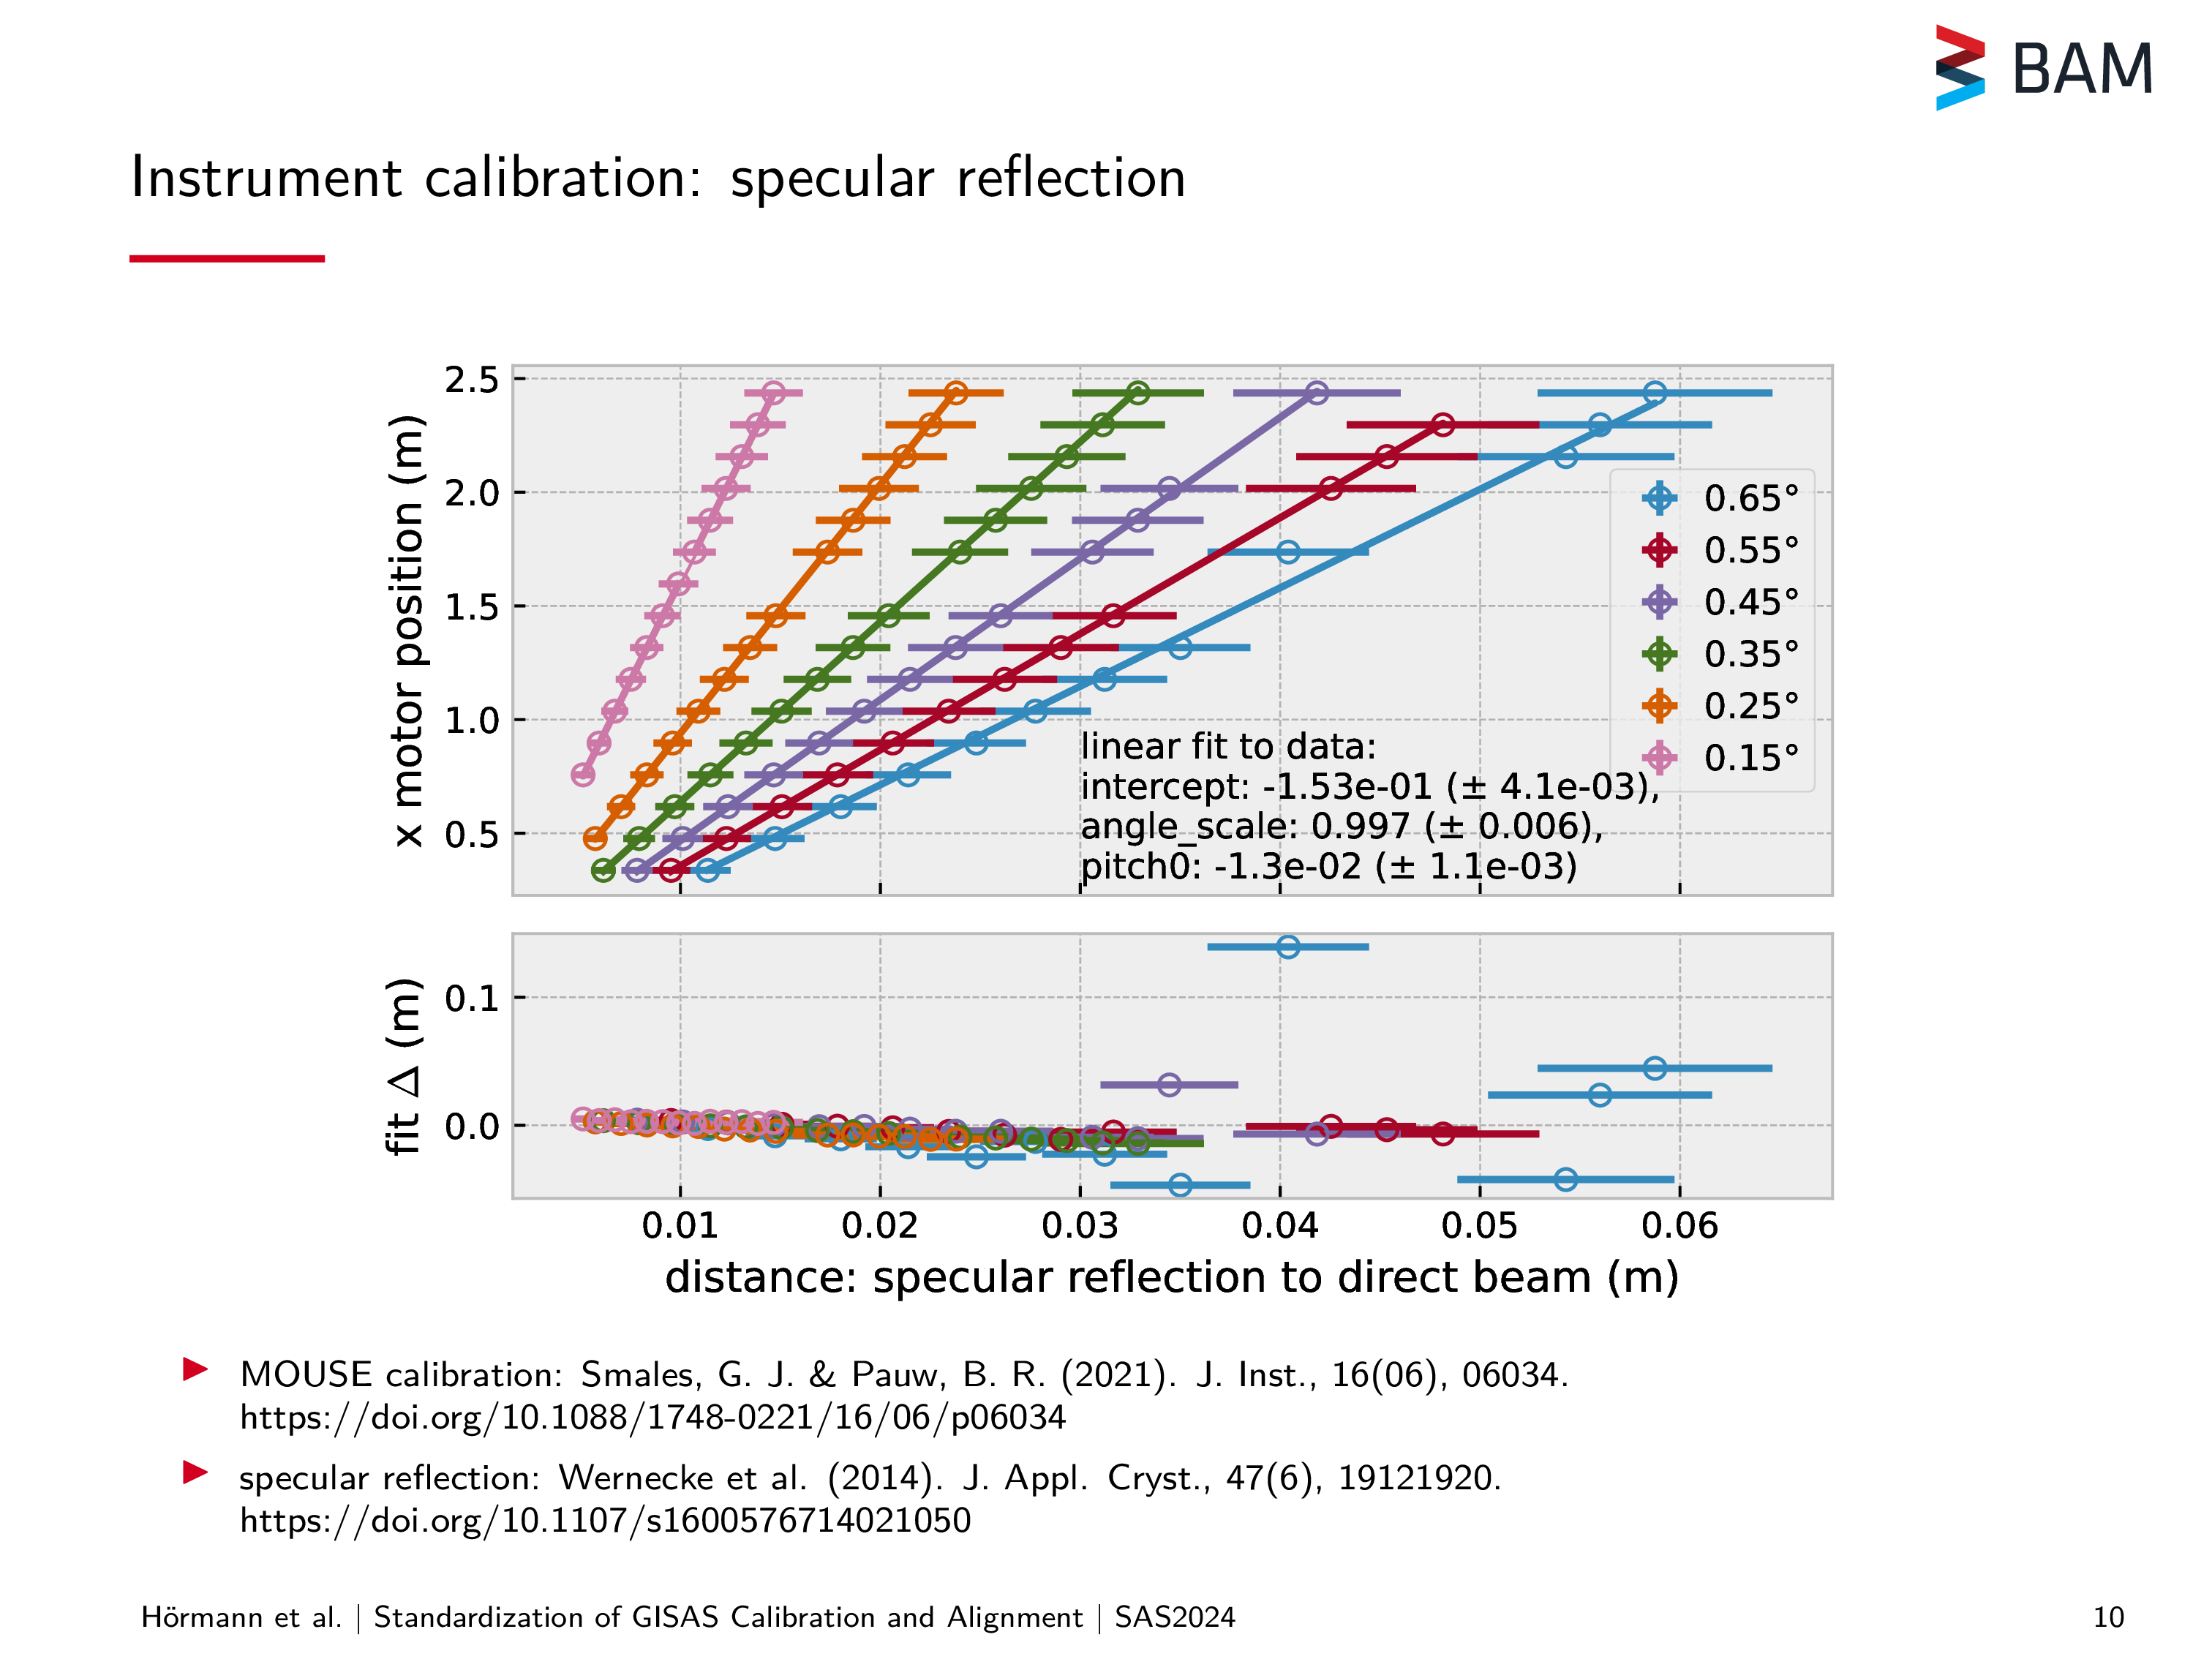 BAM
Instrument calibration: specular reflection
x motor position (m)
2.5
2.0
1.5
1.0
0.5
0.65°
0.55°
0.45°
0.35°
0.25°
0.15°
linear fit to data:
intercept: -1.53e-01 (± 4.1e-03),
angle_scale: 0.997 (± 0.006),
pitch0: -1.3e-02 (± 1.1e-03)
fit Δ (m)
0.1
0.0
0.01 0.02 0.03 0.04 0.05 0.06
distance: specular reflection to direct beam (m)
MOUSE calibration: Smales, G. J. & Pauw, B. R. (2021). J. Inst., 16(06), 06034.
https://doi.org/10.1088/1748-0221/16/06/p06034
specular reflection: Wernecke et al. (2014). J. Appl. Cryst., 47(6), 19121920.
https://doi.org/10.1107/s1600576714021050
Hörmann et al. | Standardization of GISAS Calibration and Alignment | SAS2024
10